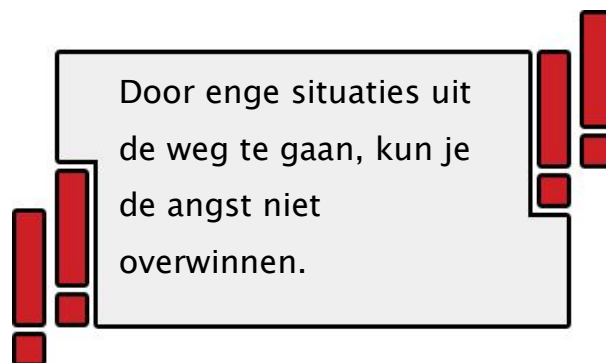 Door enge situaties uit
de weg te gaan, kun je
de angst niet
overwinnen.